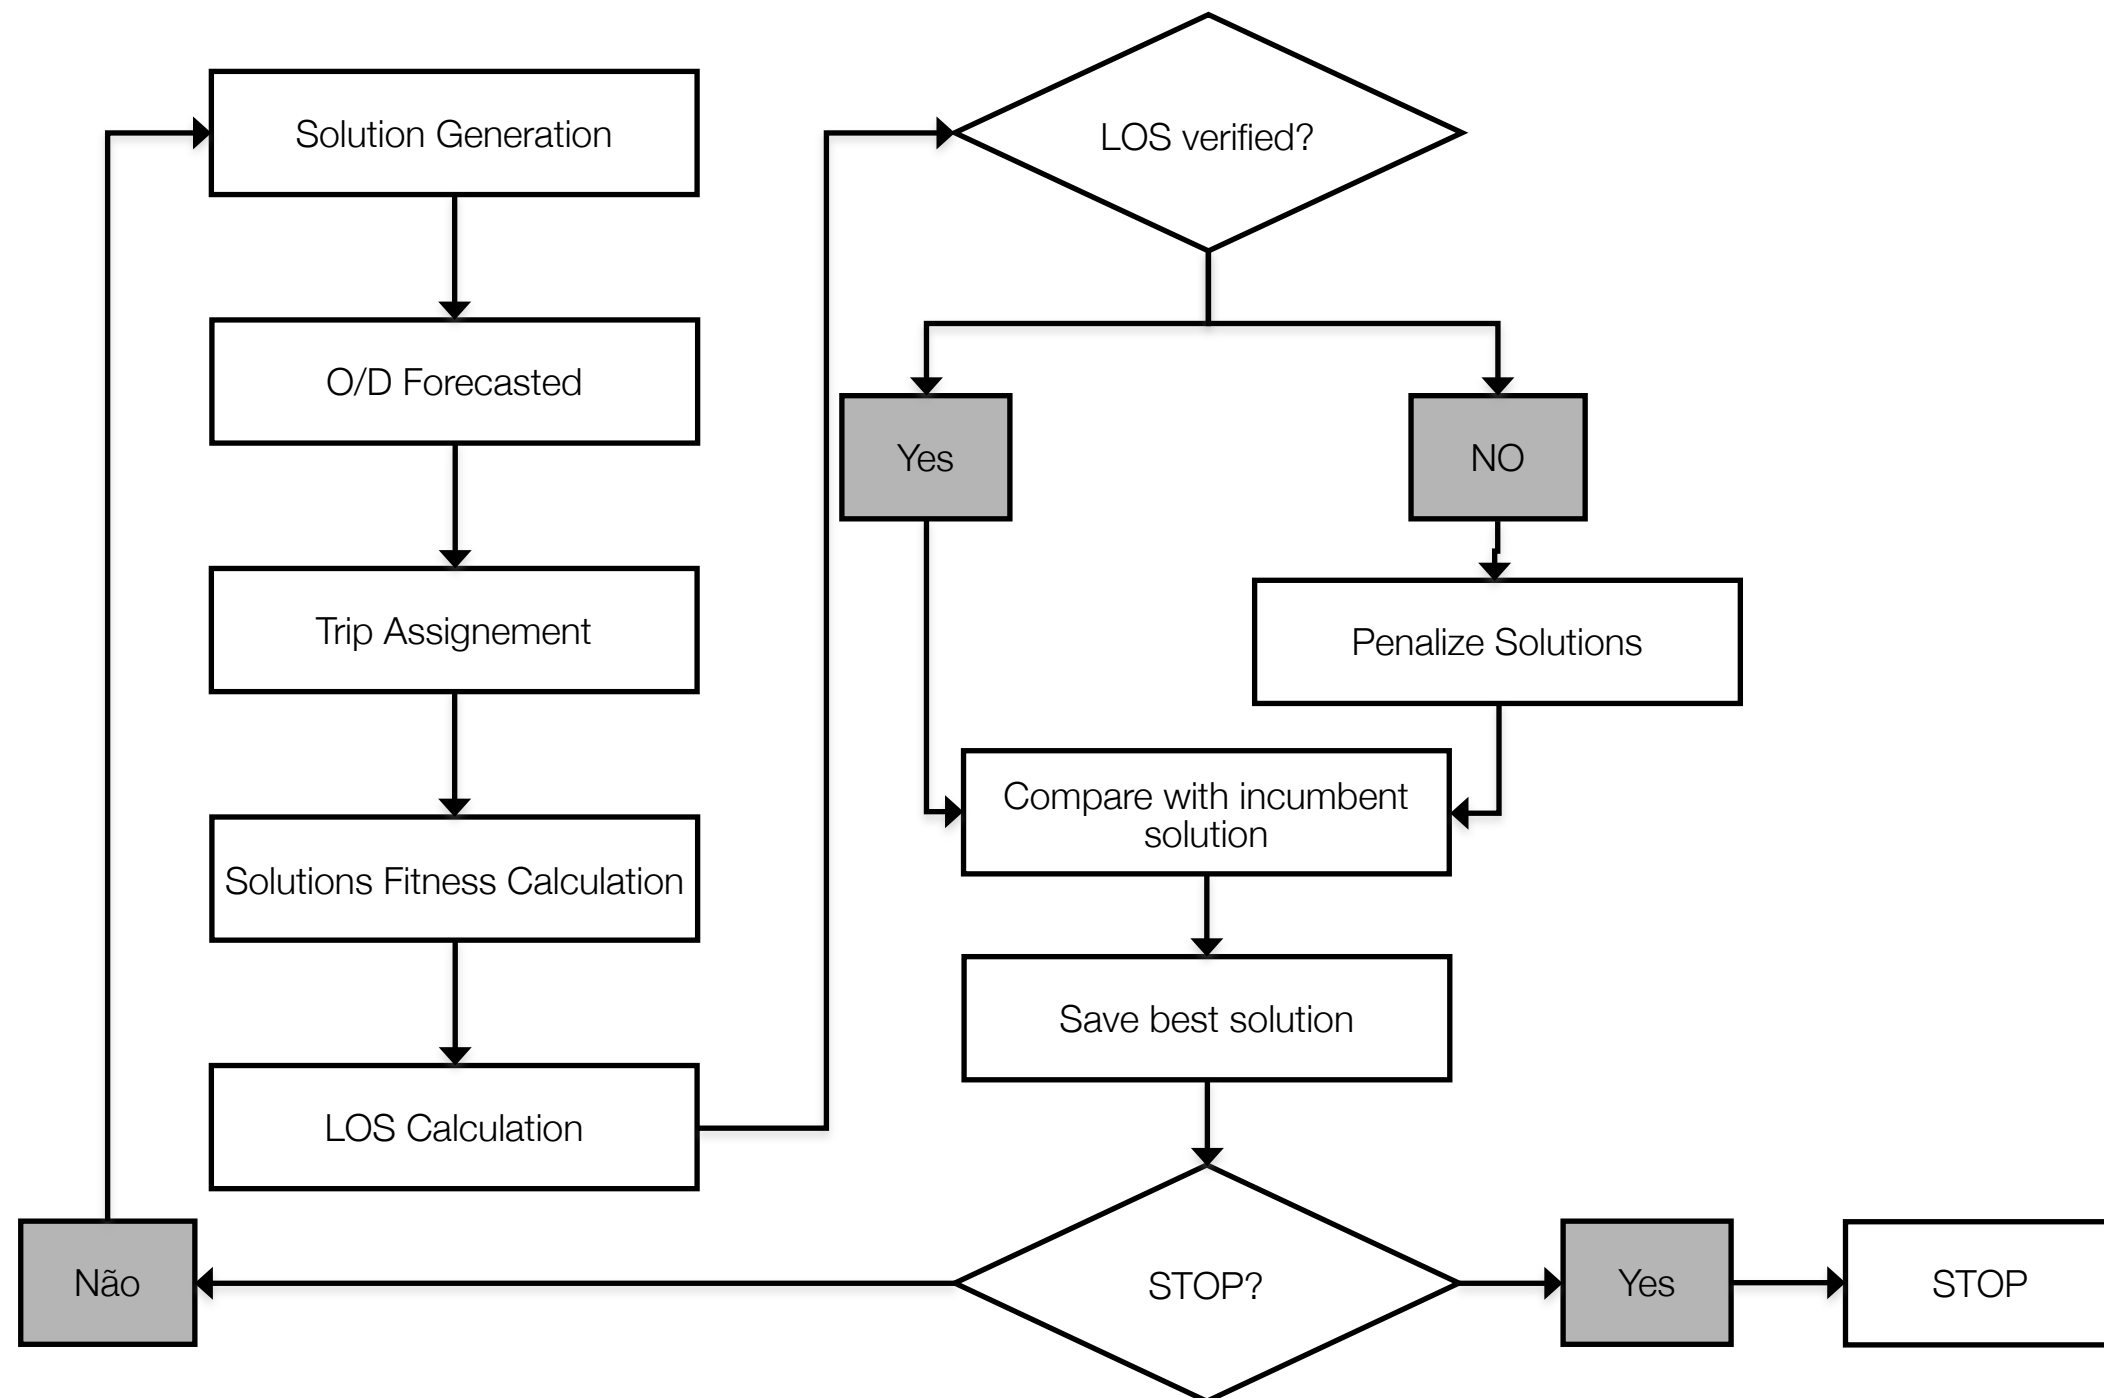 Solution Generation
O/D Forecasted
Trip Assignement
Solutions Fitness Calculation
LOS Calculation
LOS verified?
Yes
NO
Penalize Solutions
Compare with incumbent
solution
Save best solution
STOP?
Não
Yes
STOP